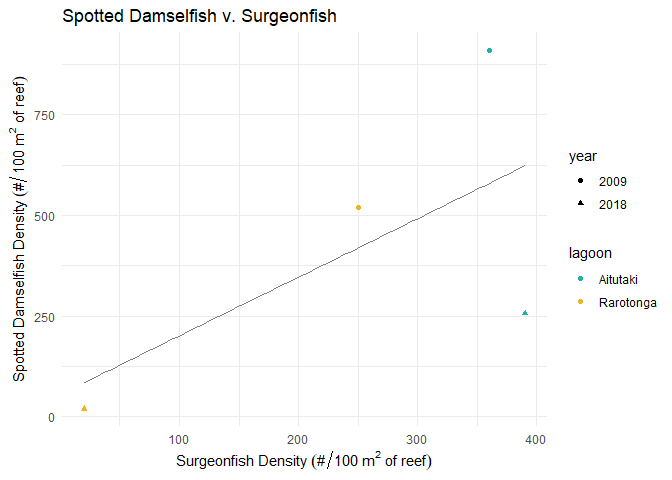 Spotted Damselfish v. Surgeonfish
Spotted Damselfish Density (#/ 100 m² of reef)
750
500
250
0
100
200
300
400
Surgeonfish Density (#/100 m² of reef)
year
2009
2018
lagoon
Aitutaki
Rarotonga